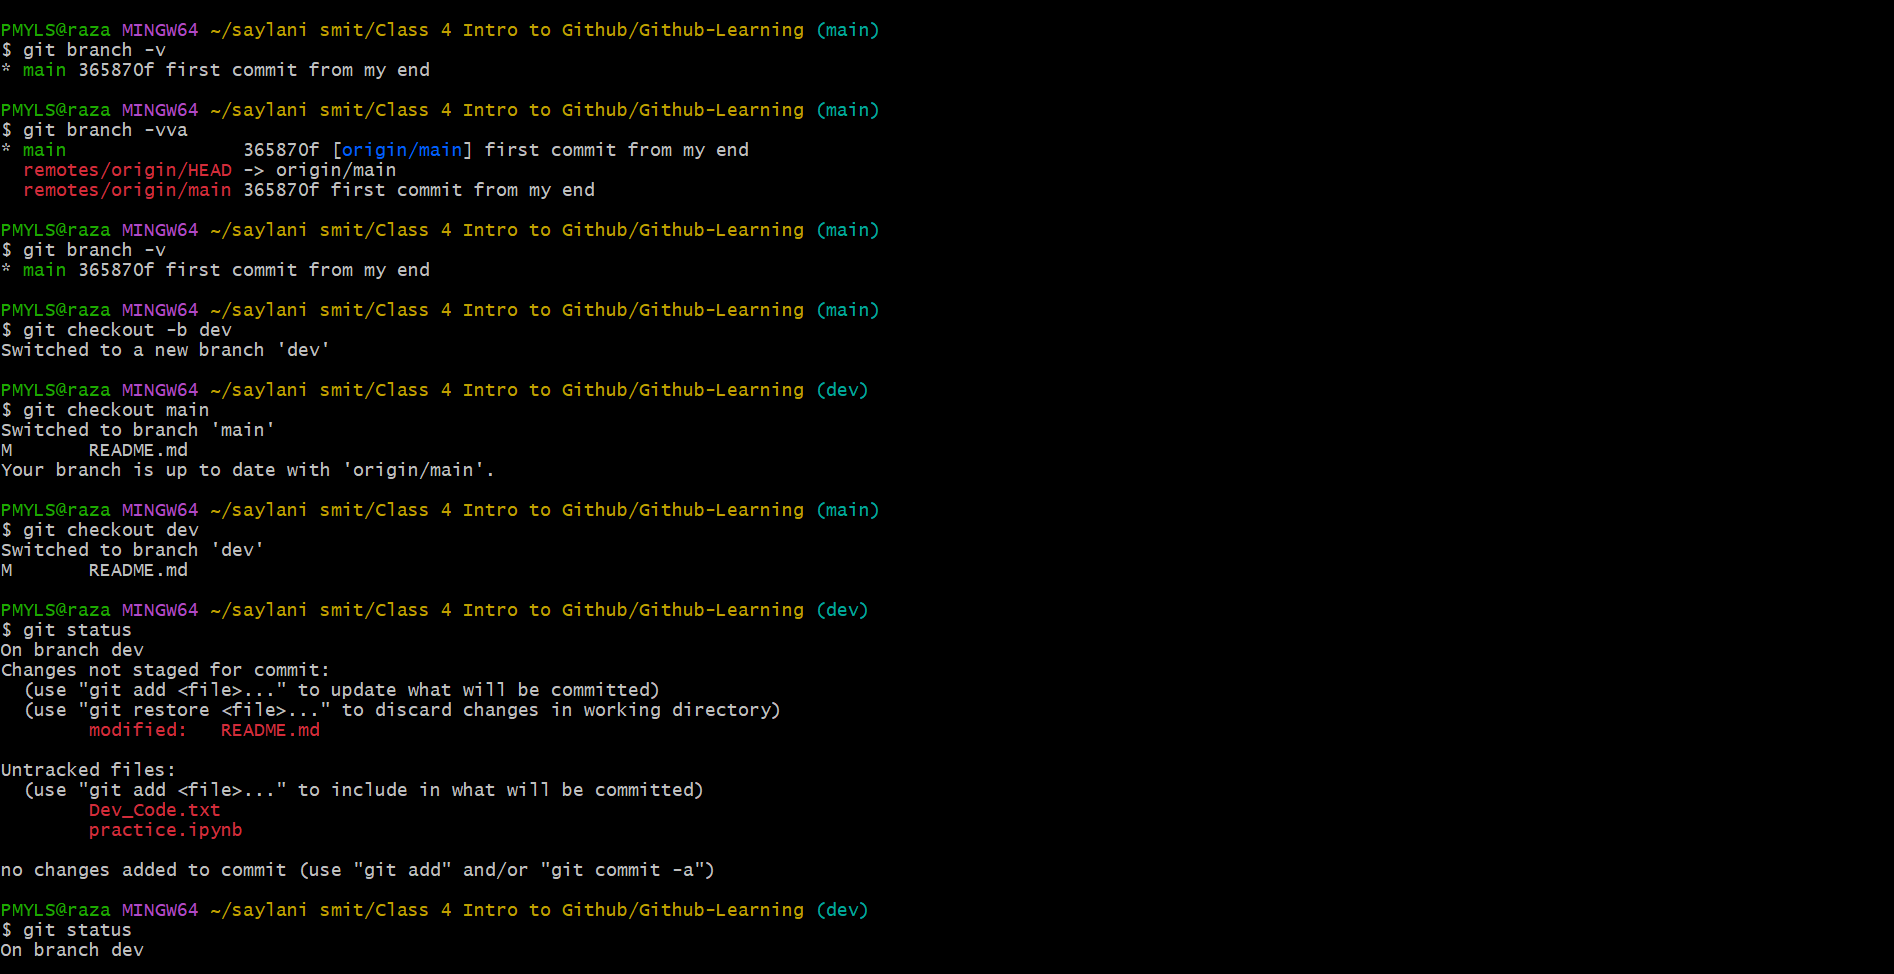 PMYLS@raza MINGW64 ~/saylani smit/Class 4 Intro to Github/Github-Learning (main)
$ git branch -v
* main 365870f first commit from my end
PMYLS@raza MINGW64 ~/saylani smit/Class 4 Intro to Github/Github-Learning (main)
$ git branch -vva
* main                365870f [origin/main] first commit from my end
  remotes/origin/HEAD -> origin/main
  remotes/origin/main 365870f first commit from my end
PMYLS@raza MINGW64 ~/saylani smit/Class 4 Intro to Github/Github-Learning (main)
$ git branch -v
* main 365870f first commit from my end
PMYLS@raza MINGW64 ~/saylani smit/Class 4 Intro to Github/Github-Learning (main)
$ git checkout -b dev
Switched to a new branch 'dev'
PMYLS@raza MINGW64 ~/saylani smit/Class 4 Intro to Github/Github-Learning (dev)
$ git checkout main
Switched to branch 'main'
M       README.md
Your branch is up to date with 'origin/main'.
PMYLS@raza MINGW64 ~/saylani smit/Class 4 Intro to Github/Github-Learning (main)
$ git checkout dev
Switched to branch 'dev'
M       README.md
PMYLS@raza MINGW64 ~/saylani smit/Class 4 Intro to Github/Github-Learning (dev)
$ git status
On branch dev
Changes not staged for commit:
  (use "git add <file>..." to update what will be committed)
  (use "git restore <file>..." to discard changes in working directory)
        modified:   README.md
Untracked files:
  (use "git add <file>..." to include in what will be committed)
        Dev_Code.txt
        practice.ipynb
no changes added to commit (use "git add" and/or "git commit -a")
PMYLS@raza MINGW64 ~/saylani smit/Class 4 Intro to Github/Github-Learning (dev)
$ git status
On branch dev